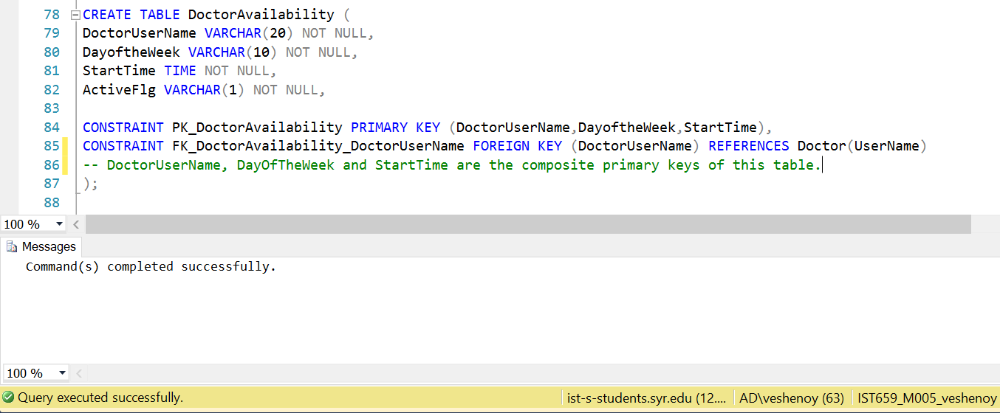 78 CREATE TABLE DoctorAvailability (
79 DoctorUserName VARCHAR(20) NOT NULL,
80 DayoftheWeek VARCHAR(10) NOT NULL,
81 StartTime TIME NOT NULL,
82 ActiveFlg VARCHAR(1) NOT NULL,
83
84 CONSTRAINT PK_DoctorAvailability PRIMARY KEY (DoctorUserName,DayoftheWeek,StartTime),
85 CONSTRAINT FK_DoctorAvailability_DoctorUserName FOREIGN KEY (DoctorUserName) REFERENCES Doctor(UserName)
86 -- DoctorUserName, DayOfTheWeek and StartTime are the composite primary keys of this table.
87 );
88
100 %
Messages
Command(s) completed successfully.
100 %
Query executed successfully. ist-s-students.syr.edu (12.... AD\veshenoy (63) IST659_M005_veshenoy